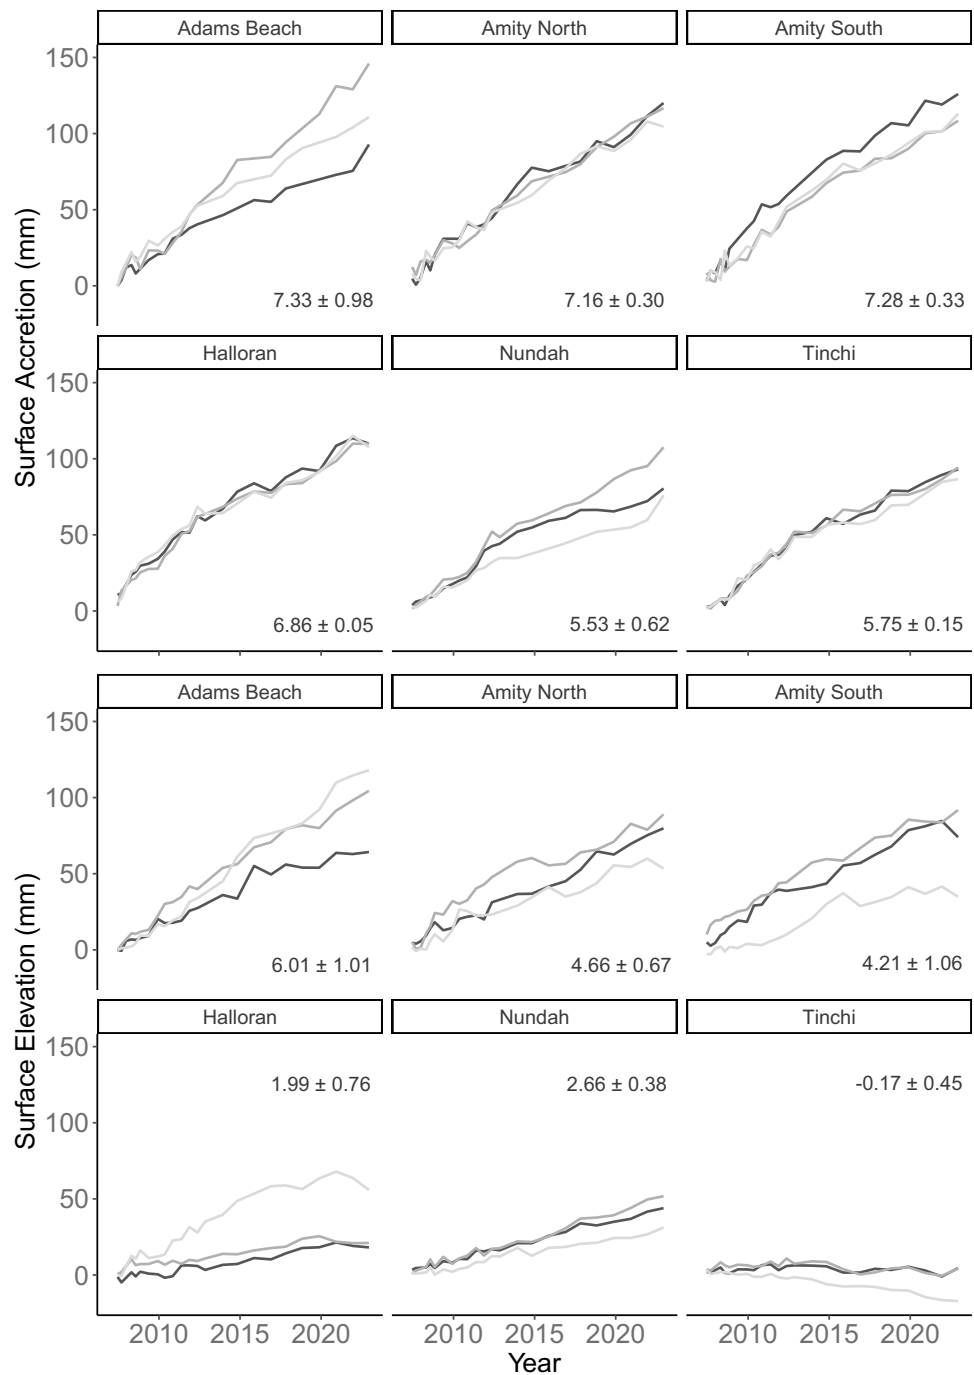 Adams Beach Amity North Amity South
150
100
50
0
Surface Accretion (mm)
7.33 ± 0.98 7.16 ± 0.30 7.28 ± 0.33
Halloran Nundah Tinchi
150
100
50
0
6.86 ± 0.05 5.53 ± 0.62 5.75 ± 0.15
Adams Beach Amity North Amity South
150
100
50
0
Surface Elevation (mm)
6.01 ± 1.01 4.66 ± 0.67 4.21 ± 1.06
Halloran Nundah Tinchi
150
1.99 ± 0.76 2.66 ± 0.38 -0.17 ± 0.45
100
50
0
2010 2015 2020 2010 2015 2020 2010 2015 2020
Year